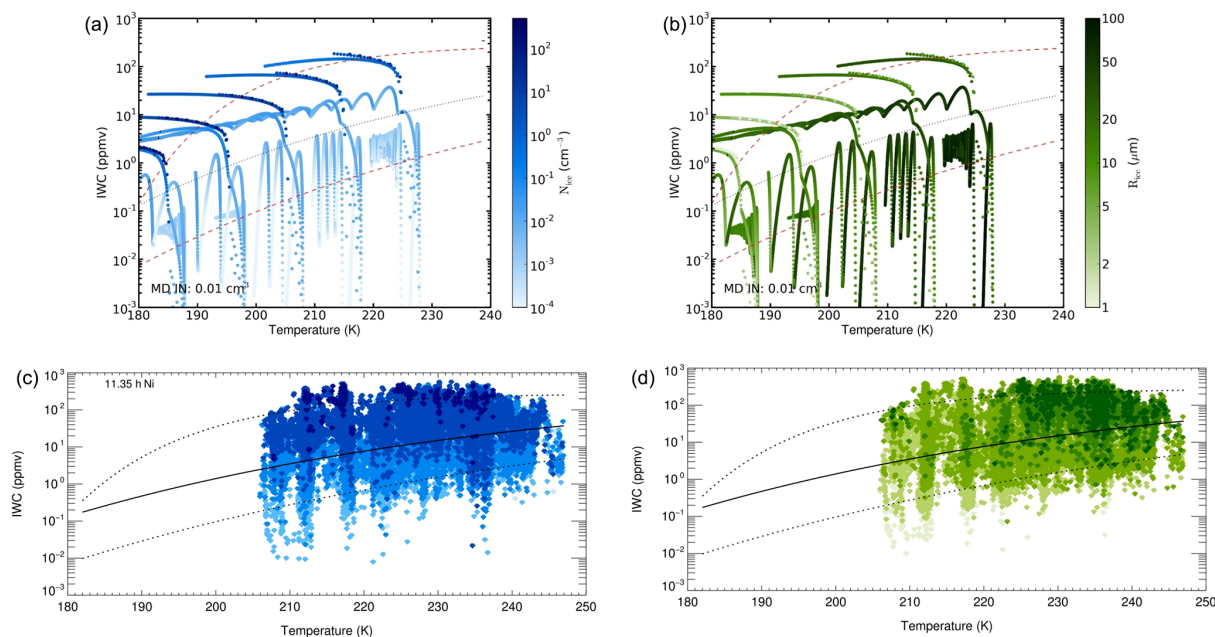 (a)
10³
10²
10¹
10⁰
10⁻¹
10⁻²
10⁻³
IWC (ppmv)
MD IN: 0.01 cm³
180 190 200 210 220 230 240
Temperature (K)
10²
10¹
10⁰
10⁻¹
10⁻²
10⁻³
10⁻⁴
N_ice (cm⁻³)
(b)
10³
10²
10¹
10⁰
10⁻¹
10⁻²
10⁻³
IWC (ppmv)
MD IN: 0.01 cm³
180 190 200 210 220 230 240
Temperature (K)
100
50
20
10
5
2
1
R_ice (μm)
(c)
11.35 h Ni
10³
10²
10¹
10⁰
10⁻¹
10⁻²
10⁻³
IWC (ppmv)
180 190 200 210 220 230 240 250
Temperature (K)
(d)
10³
10²
10¹
10⁰
10⁻¹
10⁻²
10⁻³
IWC (ppmv)
180 190 200 210 220 230 240 250
Temperature (K)